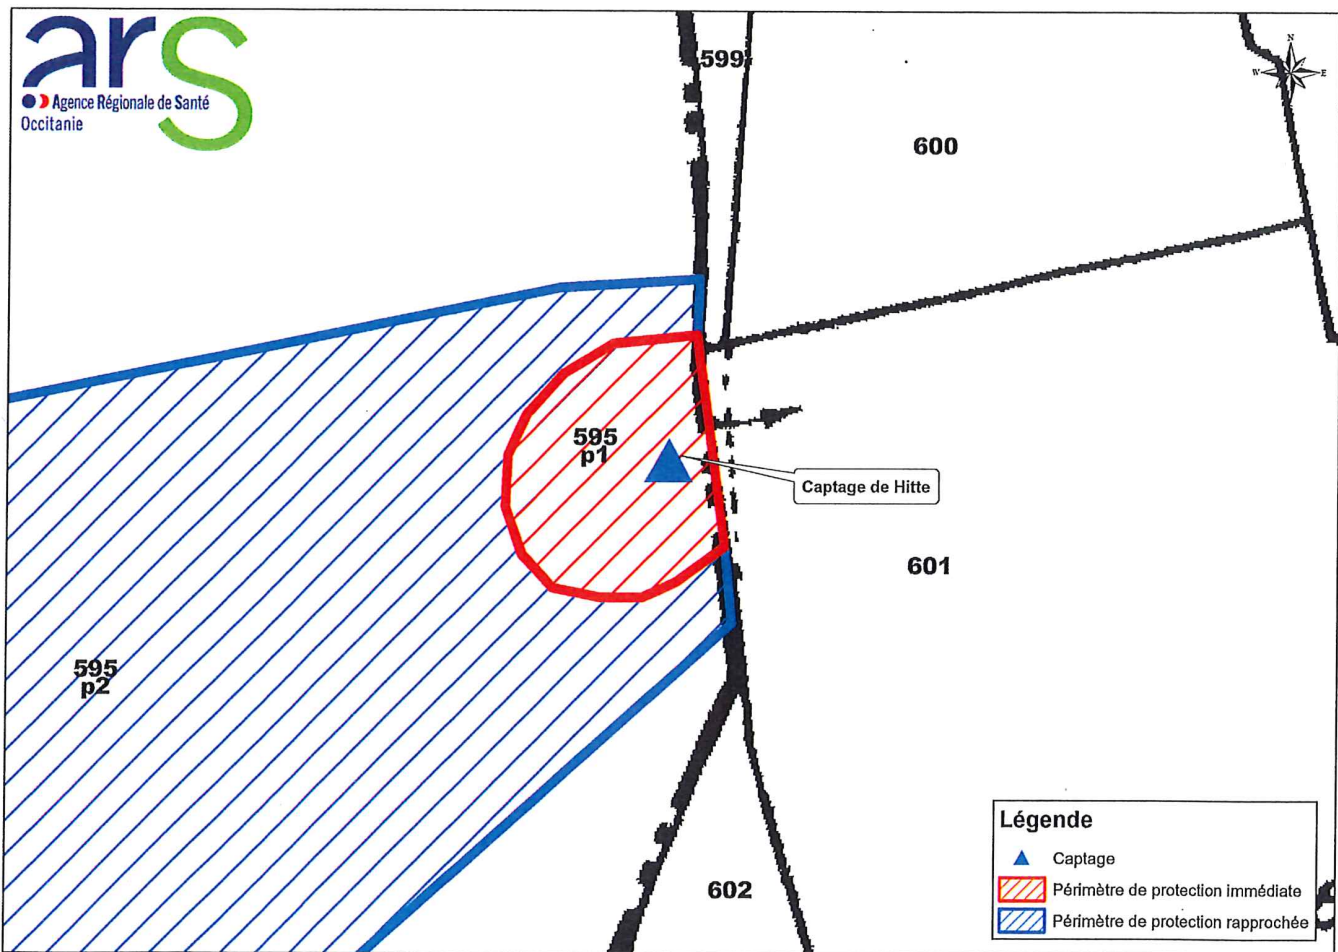 arS
Agence Régionale de Santé
Occitanie
599
N
W
E
S
600
595
p1
Captage de Hitte
601
595
p2
602
Légende
Captage
Périmètre de protection immédiate
Périmètre de protection rapprochée